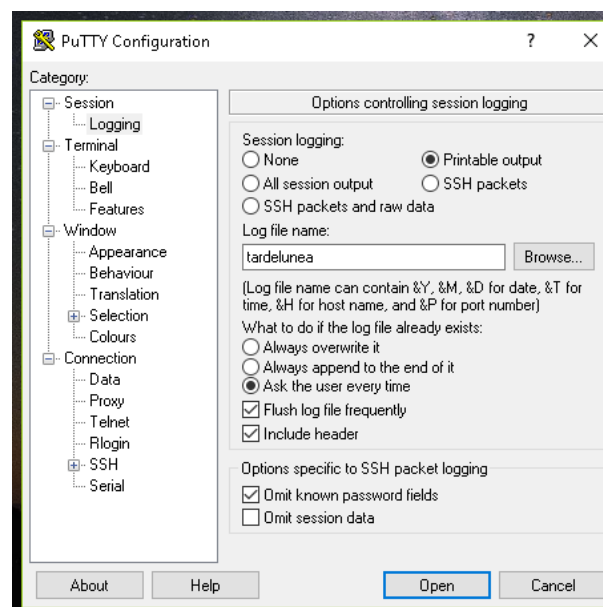 PuTTY Configuration
?
Category:
Session
Logging
Terminal
Keyboard
Bell
Features
Window
Appearance
Behaviour
Translation
Selection
Colours
Connection
Data
Proxy
Telnet
Rlogin
SSH
Serial
Options controlling session logging
Session logging:
None
Printable output
All session output
SSH packets
SSH packets and raw data
Log file name:
tardelunea
Browse...
(Log file name can contain &Y, &M, &D for date, &T for
time, &H for host name, and &P for port number)
What to do if the log file already exists:
Always overwrite it
Always append to the end of it
Ask the user every time
Flush log file frequently
Include header
Options specific to SSH packet logging
Omit known password fields
Omit session data
About
Help
Open
Cancel